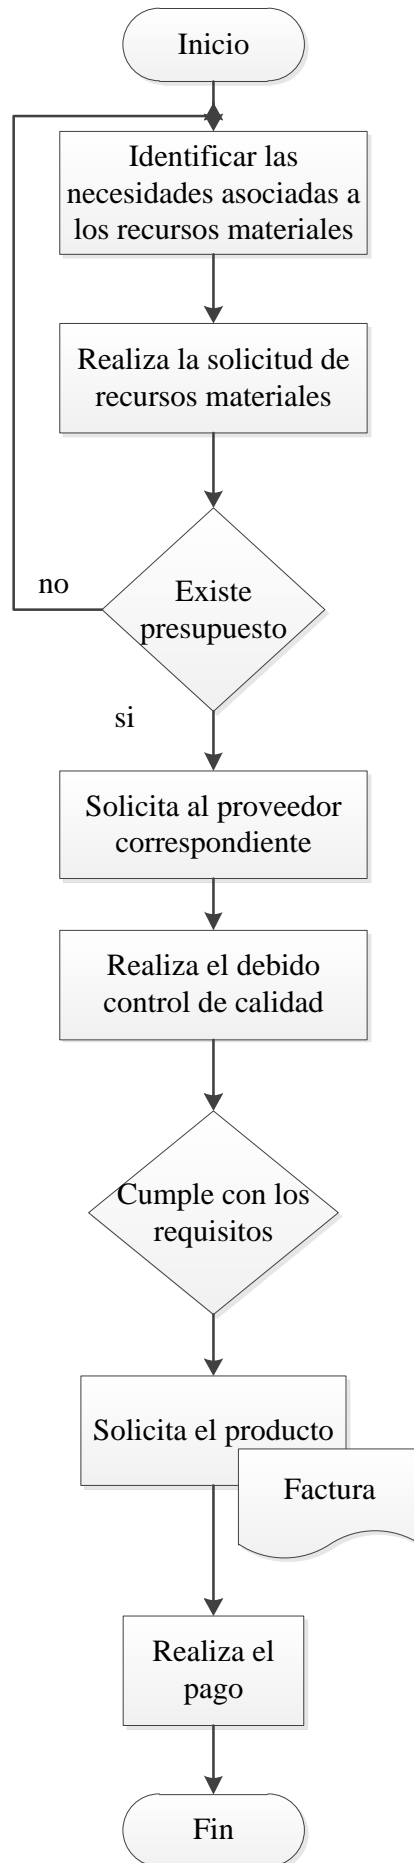 Inicio
Identificar las
necesidades asociadas a
los recursos materiales
Realiza la solicitud de
recursos materiales
no
Existe
presupuesto
si
Solicita al proveedor
correspondiente
Realiza el debido
control de calidad
Cumple con los
requisitos
Solicita el producto
Factura
Realiza el
pago
Fin